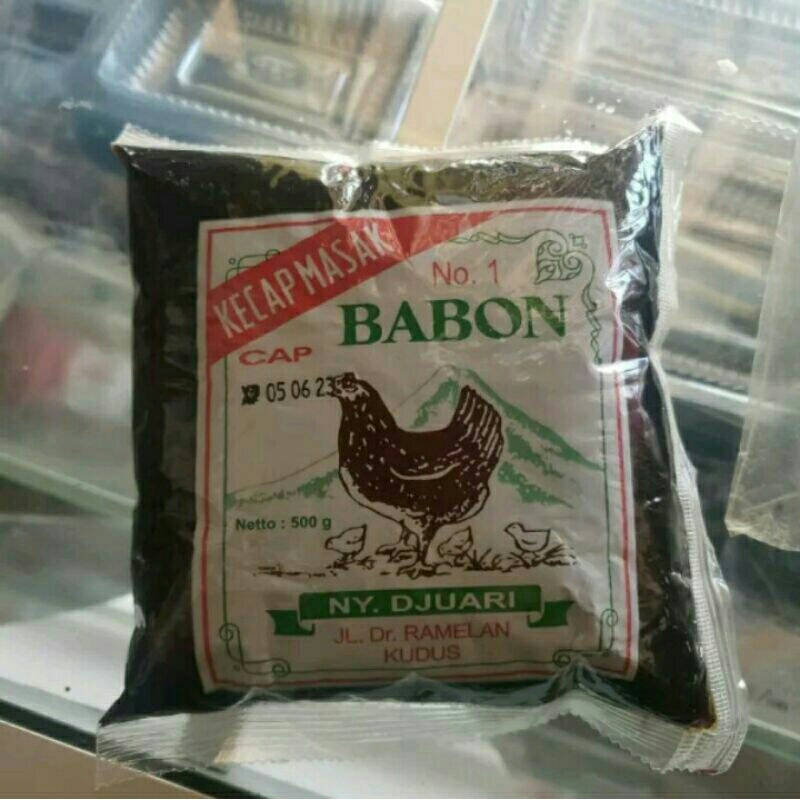 KECAP MASAK
No. 1
CAP
BABON
05 06 23
Netto : 500 g
NY. DJUARI
JL. Dr. RAMELAN
KUDUS